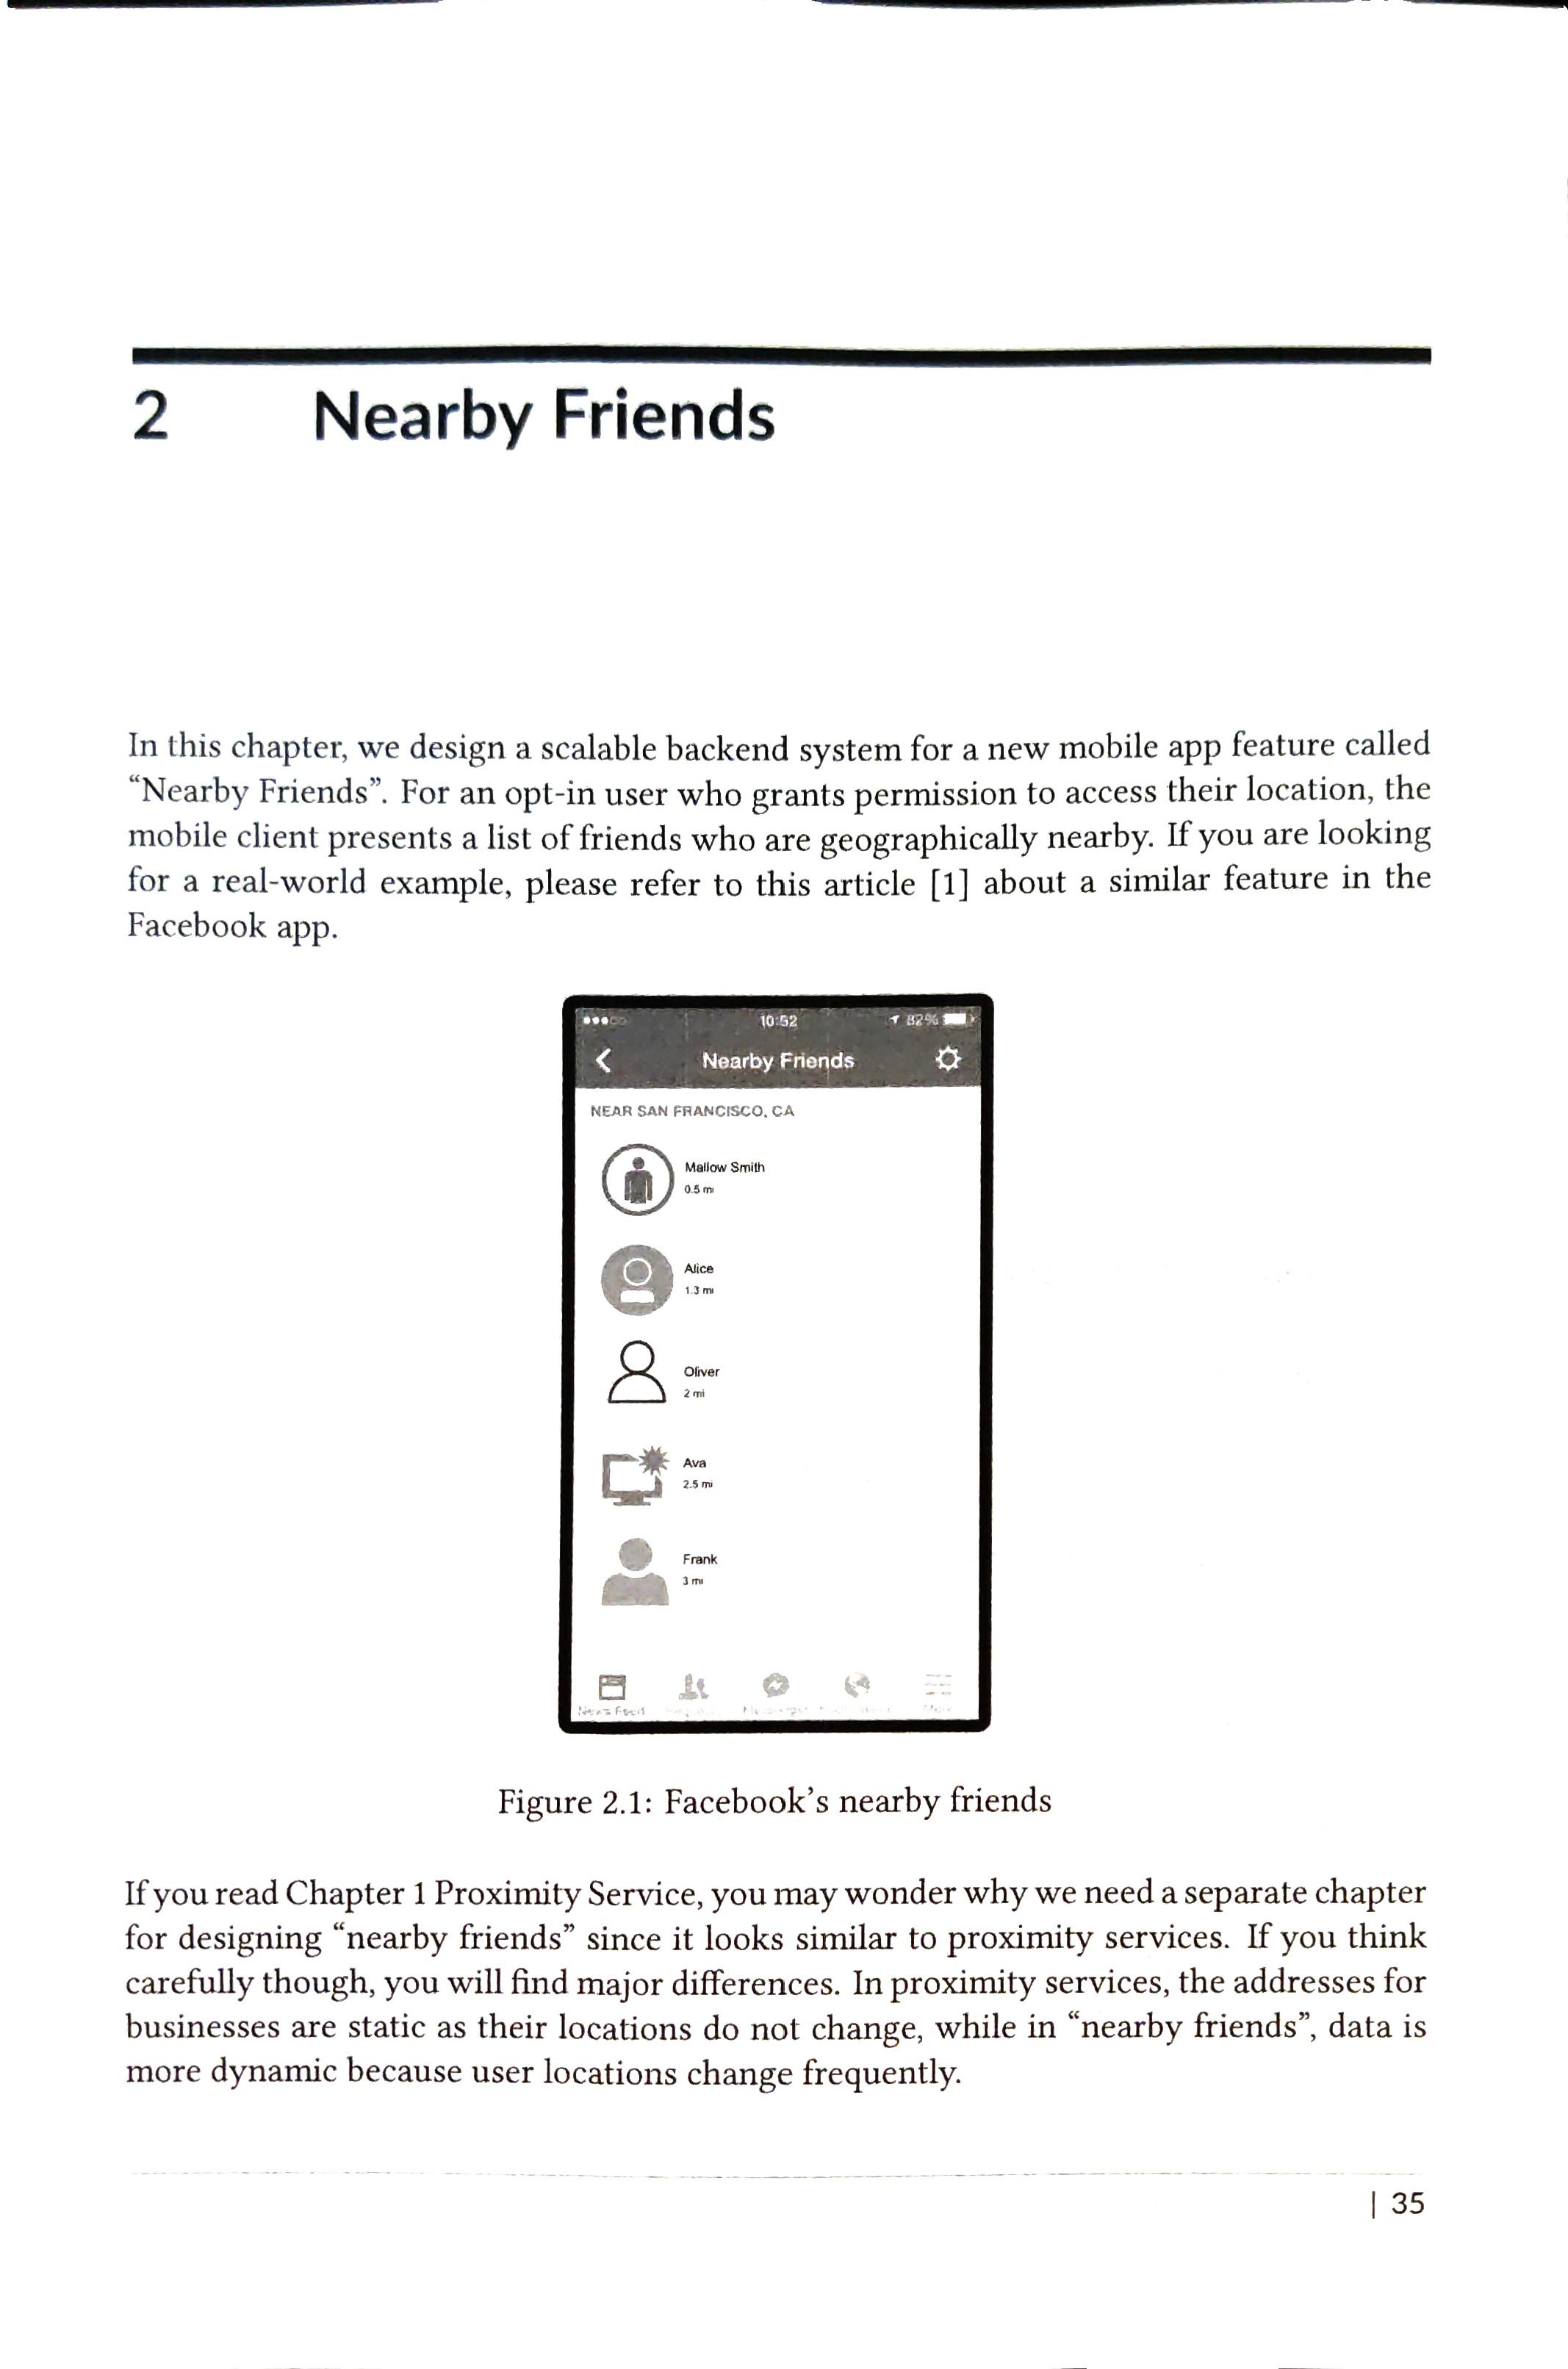 2 Nearby Friends
In this chapter, we design a scalable backend system for a new mobile app feature called
“Nearby Friends”. For an opt-in user who grants permission to access their location, the
mobile client presents a list of friends who are geographically nearby. If you are looking
for a real-world example, please refer to this article [1] about a similar feature in the
Facebook app.
10:52 82%
Nearby Friends
NEAR SAN FRANCISCO, CA
Mallow Smith
0.5 mi
Alice
1.3 mi
Oliver
2 mi
Ava
2.5 mi
Frank
3 mi
News Feed More
Figure 2.1: Facebook’s nearby friends
If you read Chapter 1 Proximity Service, you may wonder why we need a separate chapter
for designing “nearby friends” since it looks similar to proximity services. If you think
carefully though, you will find major differences. In proximity services, the addresses for
businesses are static as their locations do not change, while in “nearby friends”, data is
more dynamic because user locations change frequently.
| 35